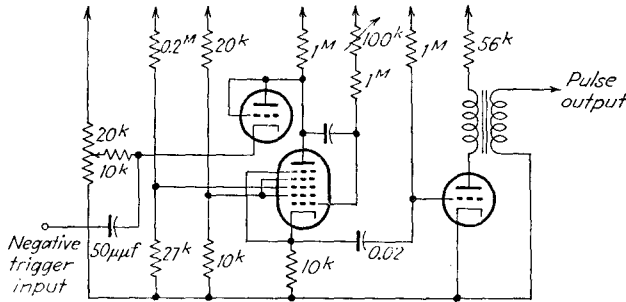 0.2ᴹ
20ᵏ
1ᴹ
100ᵏ
1ᴹ
56ᵏ
1ᴹ
20ᵏ
10ᵏ
Pulse
output
Negative
trigger
input
50μμf
27ᵏ
10ᵏ
10ᵏ
0.02